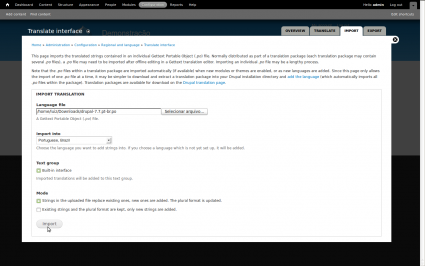 Dashboard Content Structure Appearance People Modules Configuration Reports Help Hello admin Log out
Add content Find content Edit shortcuts
Translate interface
OVERVIEW TRANSLATE IMPORT EXPORT
Home » Administration » Configuration » Regional and language » Translate interface
This page imports the translated strings contained in an individual Gettext Portable Object (.po) file. Normally distributed as part of a translation package (each translation package may contain
several .po files), a .po file may need to be imported after offline editing in a Gettext translation editor. Importing an individual .po file may be a lengthy process.
Note that the .po files within a translation package are imported automatically (if available) when new modules or themes are enabled, or as new languages are added. Since this page only allows
the import of one .po file at a time, it may be simpler to download and extract a translation package into your Drupal installation directory and add the language (which automatically imports all
.po files within the package). Translation packages are available for download on the Drupal translation page.
IMPORT TRANSLATION
Language file
Selecionar arquivo...
A Gettext Portable Object (.po) file.
Import into
Portuguese, Brazil
Choose the language you want to add strings into. If you choose a language which is not yet set up, it will be added.
Text group
Built-in interface
Imported translations will be added to this text group.
Mode
Strings in the uploaded file replace existing ones, new ones are added. The plural format is updated.
Existing strings and the plural format are kept, only new strings are added.
Import